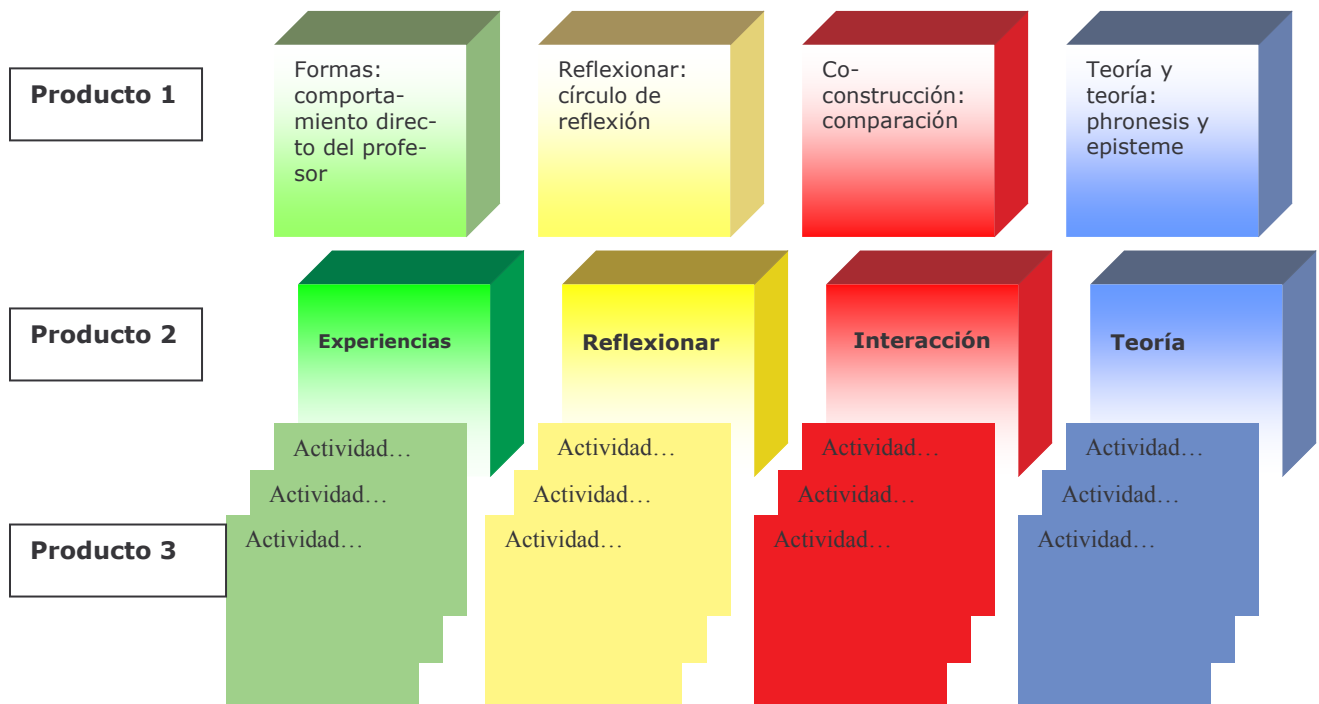 Producto 1
Formas:
comporta-
miento direc-
to del profe-
sor
Reflexionar:
círculo de
reflexión
Co-
construcción:
comparación
Teoría y
teoría:
phronesis y
episteme
Producto 2
Experiencias
Reflexionar
Interacción
Teoría
Producto 3
Actividad…
Actividad…
Actividad…
Actividad…
Actividad…
Actividad…
Actividad…
Actividad…
Actividad…
Actividad…
Actividad…
Actividad…